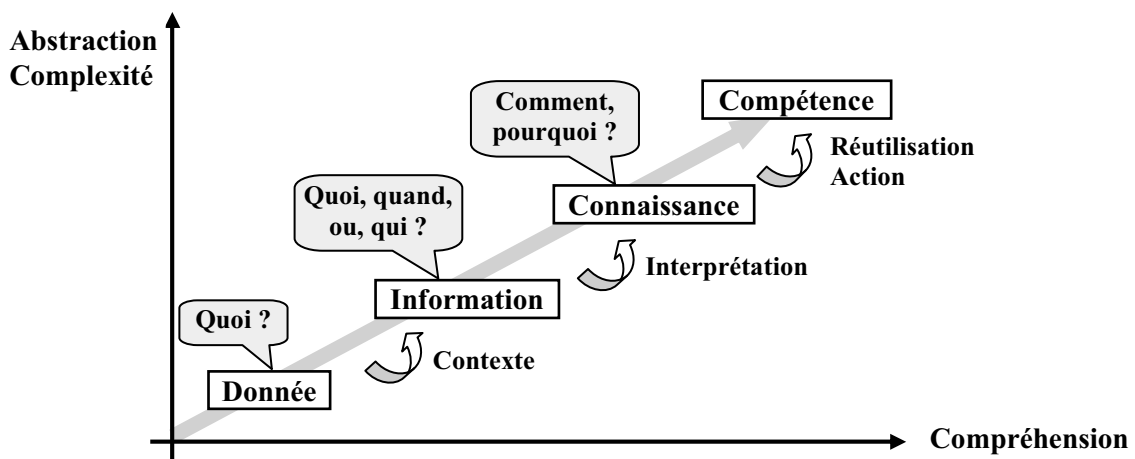 Abstraction
Complexité
Comment,
pourquoi ?
Compétence
Réutilisation
Action
Quoi, quand,
ou, qui ?
Connaissance
Interprétation
Quoi ?
Information
Contexte
Donnée
Compréhension